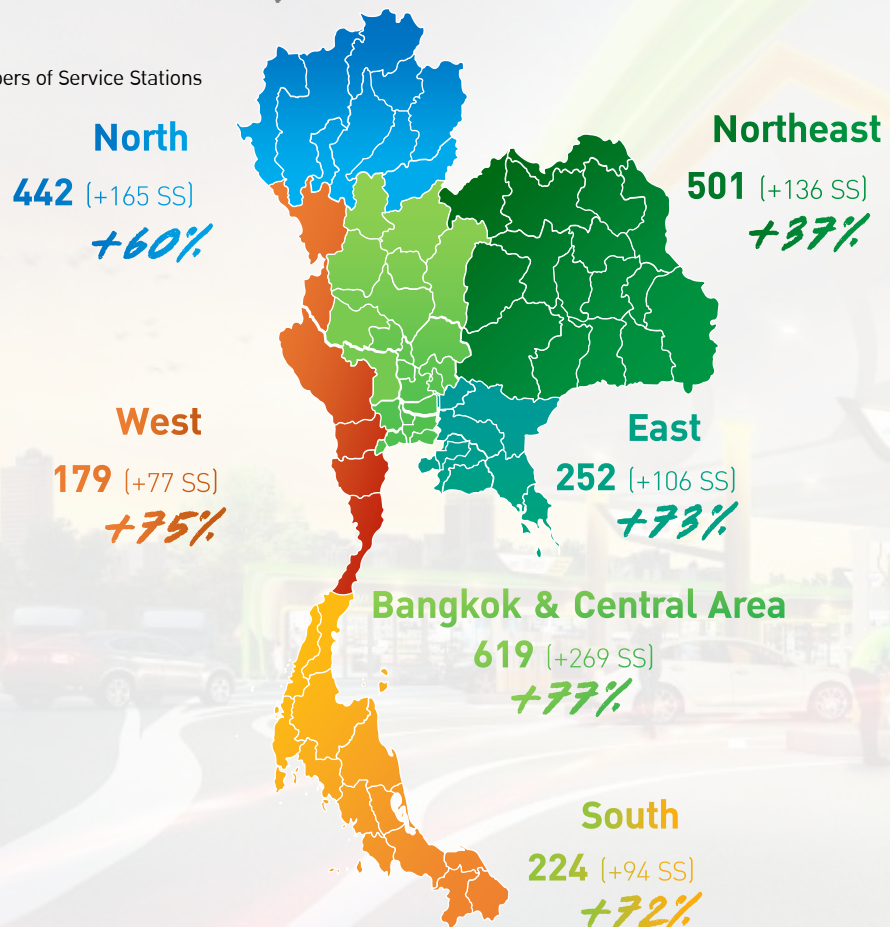 of Service Stations
North
442 (+165 SS)
+60%
Northeast
501 (+136 SS)
+37%
West
179 (+77 SS)
+75%
East
252 (+106 SS)
+73%
Bangkok & Central Area
619 (+269 SS)
+77%
South
224 (+94 SS)
+72%